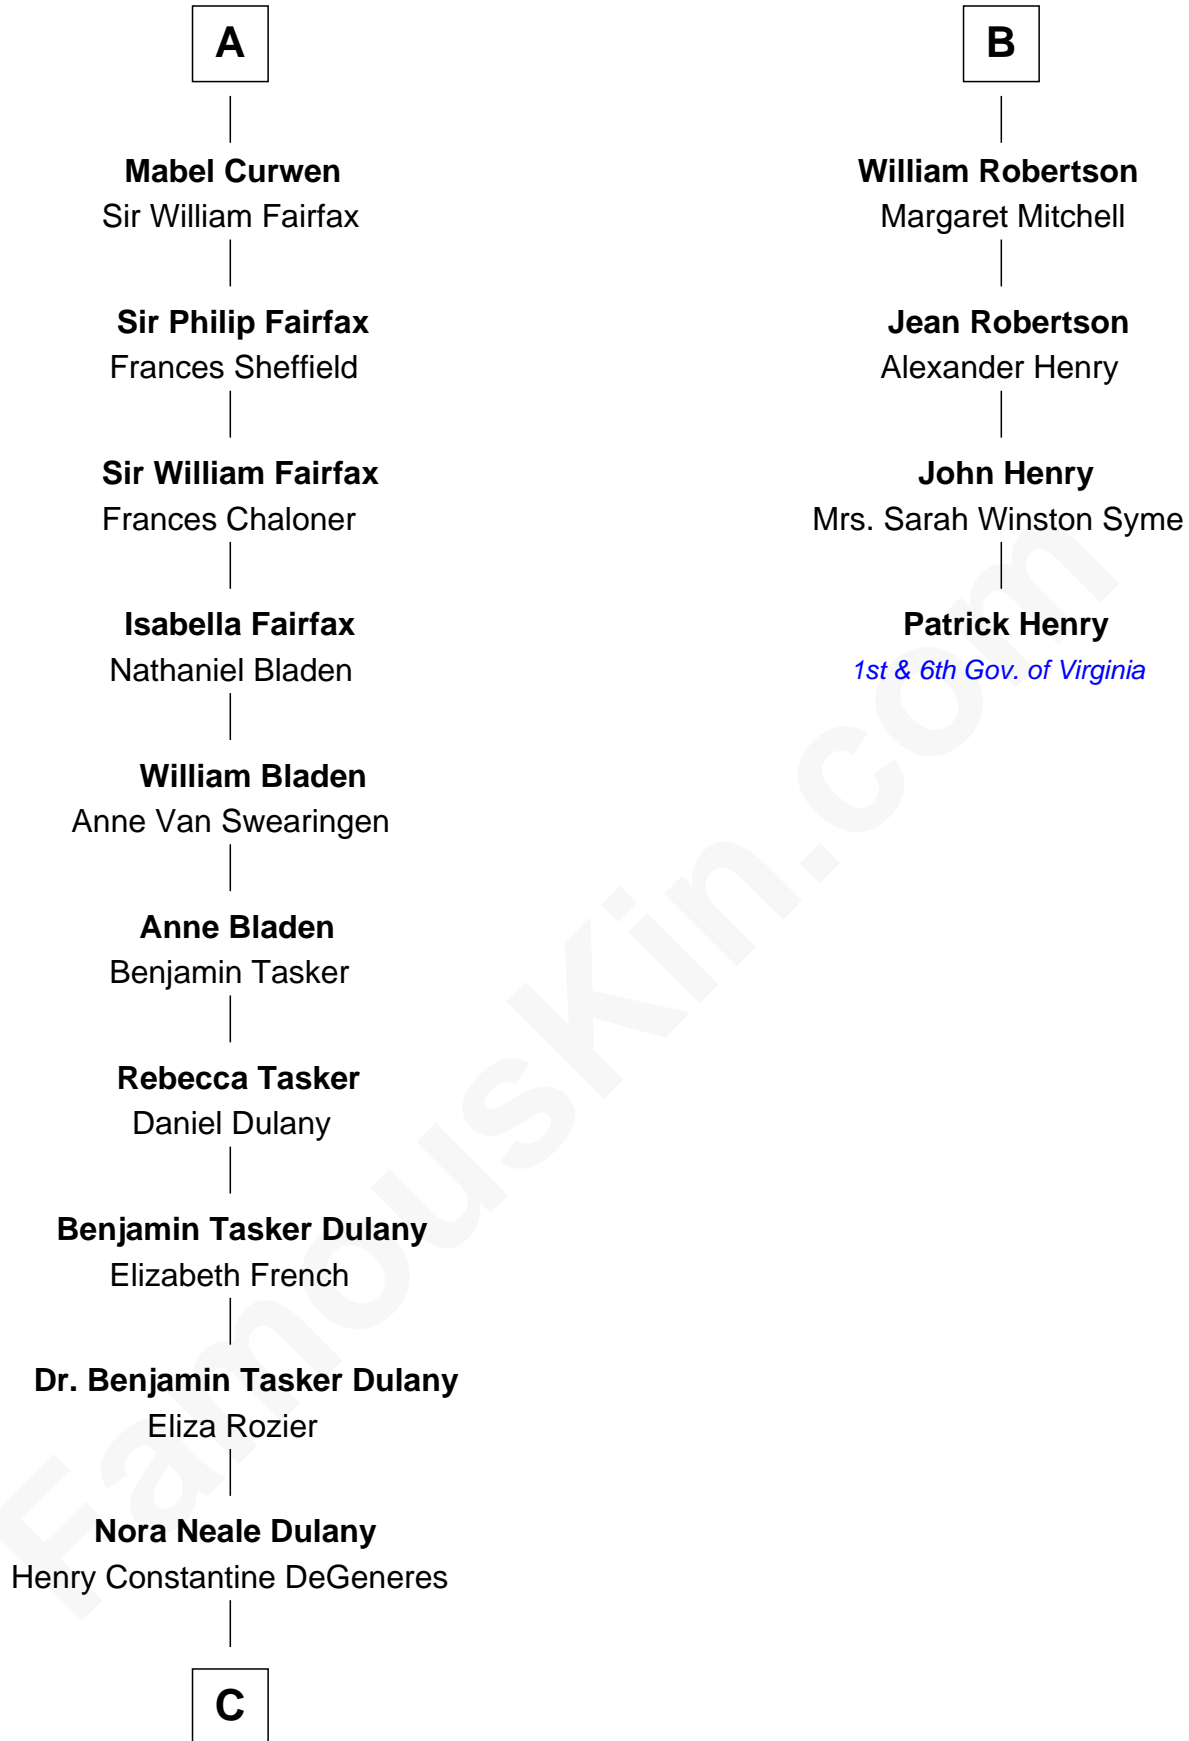 A
Mabel Curwen
Sir William Fairfax
Sir Philip Fairfax
Frances Sheffield
Sir William Fairfax
Frances Chaloner
Isabella Fairfax
Nathaniel Bladen
William Bladen
Anne Van Swearingen
Anne Bladen
Benjamin Tasker
Rebecca Tasker
Daniel Dulany
Benjamin Tasker Dulany
Elizabeth French
Dr. Benjamin Tasker Dulany
Eliza Rozier
Nora Neale Dulany
Henry Constantine DeGeneres
C
B
William Robertson
Margaret Mitchell
Jean Robertson
Alexander Henry
John Henry
Mrs. Sarah Winston Syme
Patrick Henry
1st & 6th Gov. of Virginia
FamousKin.com